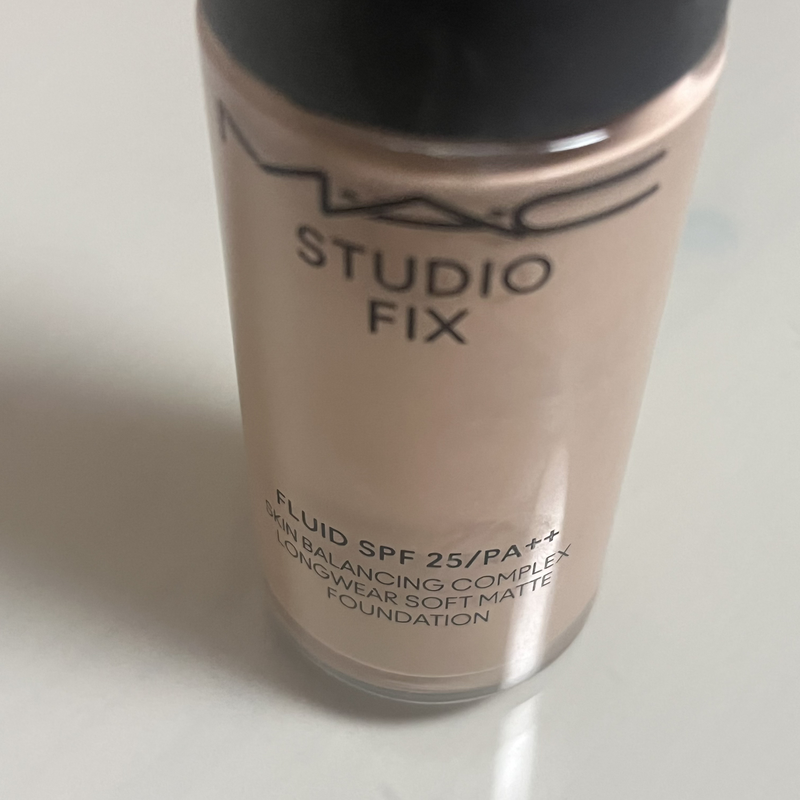 MAC
STUDIO
FIX
FLUID SPF 25/PA++
SKIN BALANCING COMPLEX
LONGWEAR SOFT MATTE
FOUNDATION